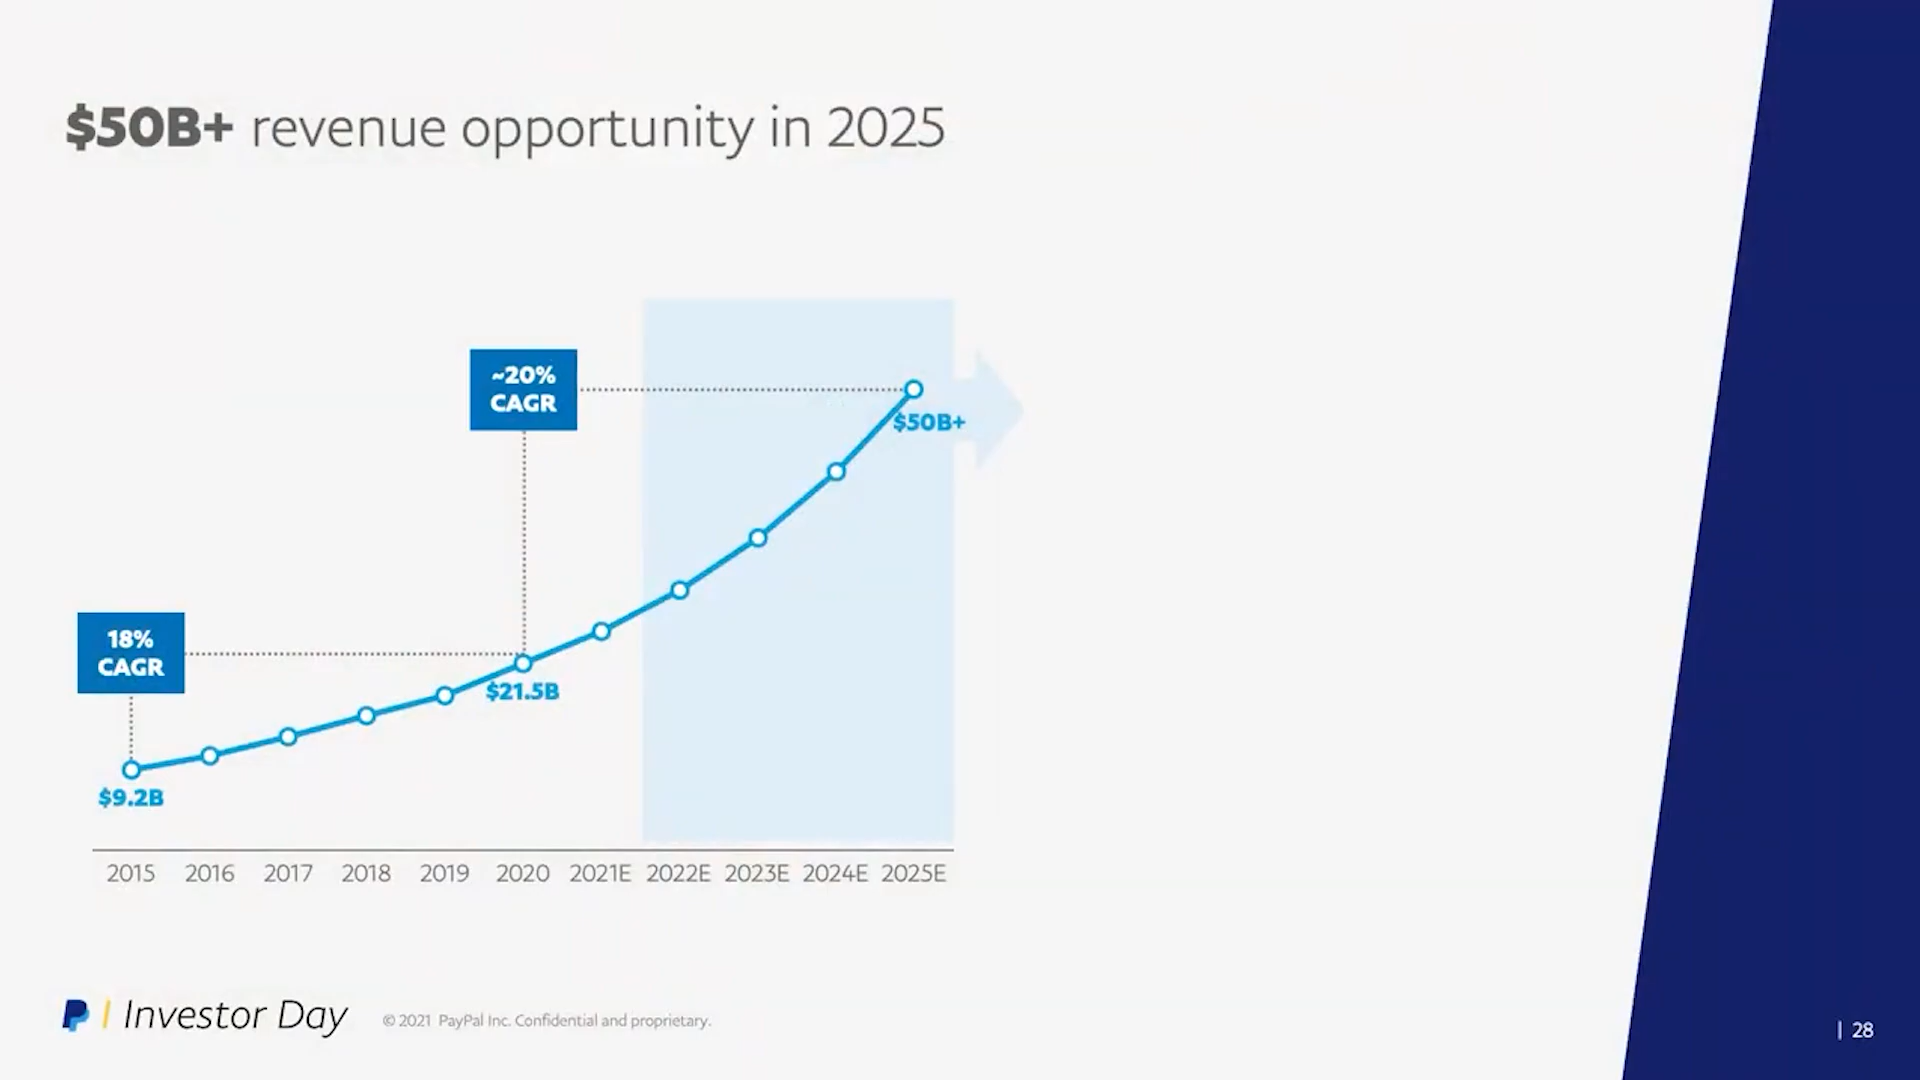 $50B+ revenue opportunity in 2025
~20%
CAGR
$50B+
18%
CAGR
$21.5B
$9.2B
2015 2016 2017 2018 2019 2020 2021E 2022E 2023E 2024E 2025E
P | Investor Day © 2021 PayPal Inc. Confidential and proprietary.
| 28